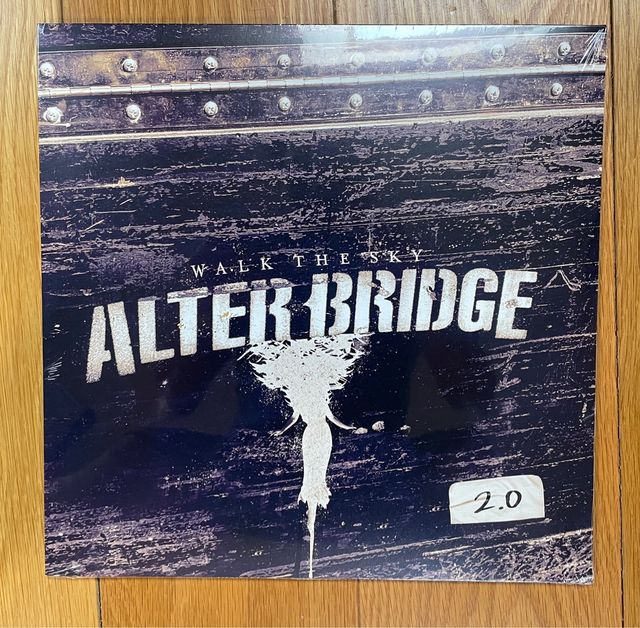 WALK THE SKY
ALTER BRIDGE
2.0